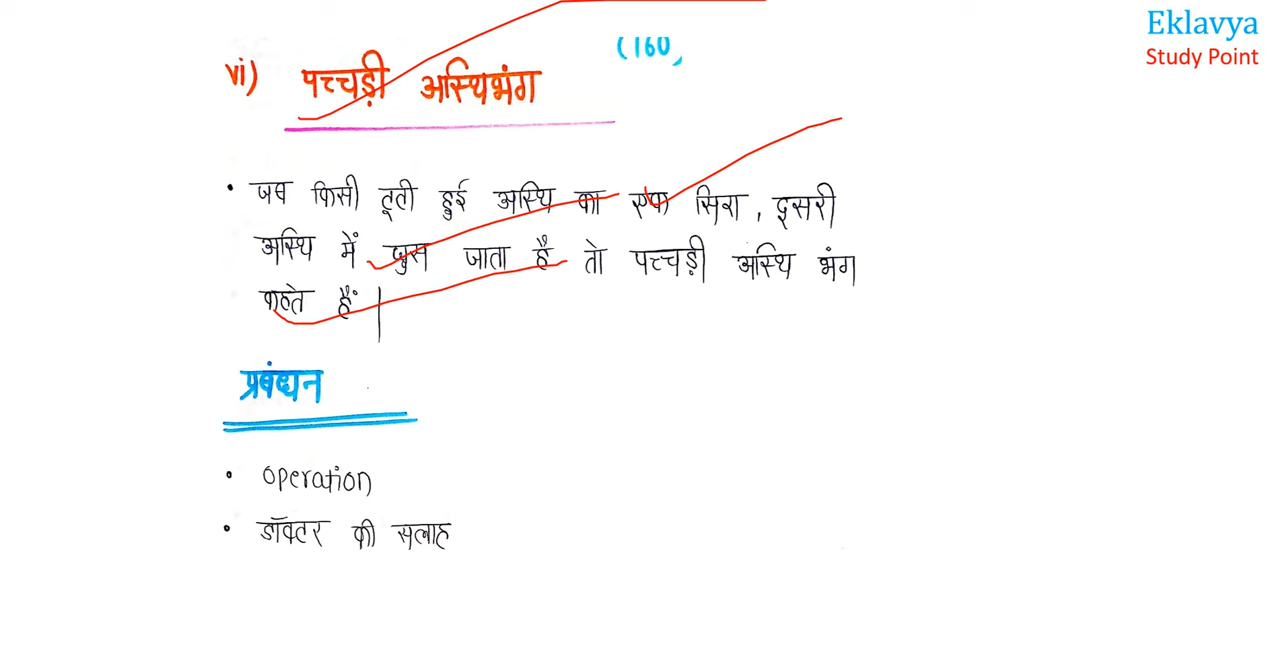 Eklavya
Study Point
(160)
vi) पच्चड़ी अस्थिभंग
• जब किसी टूती हुई अस्थि का एक सिरा, दुसरी
अस्थि में घुस जाता है तो पच्चड़ी अस्थि भंग
कहते हैं।
प्रबंधन
• operation
• डॉक्टर की सलाह